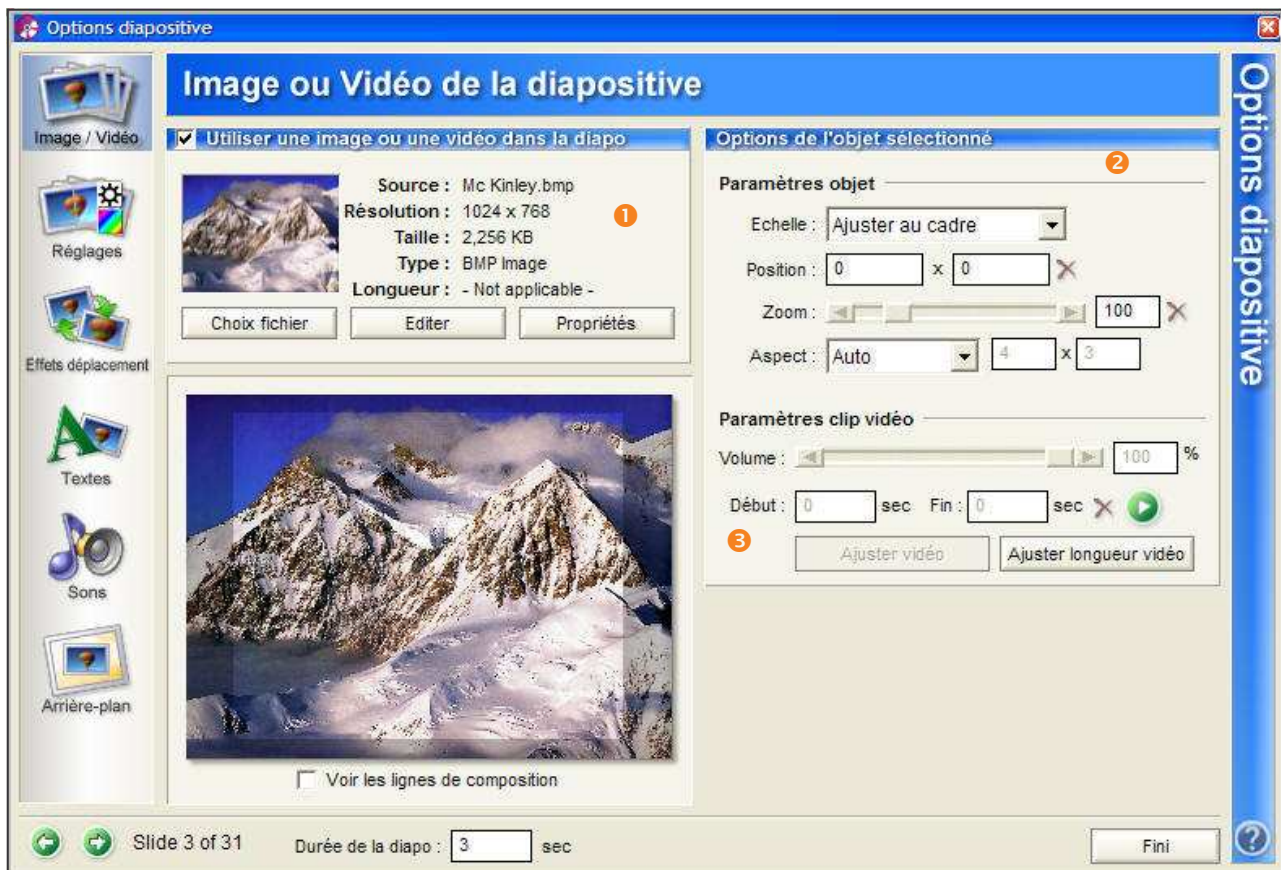 Options diapositive
Image / Vidéo
Réglages
Effets déplacement
Textes
Sons
Arrière-plan
Image ou Vidéo de la diapositive
Utiliser une image ou une vidéo dans la diapo
Source : Mc Kinley.bmp
Résolution : 1024 x 768
Taille : 2,256 KB
Type : BMP Image
Longueur : - Not applicable -
1
Choix fichier Editer Propriétés
Voir les lignes de composition
Options de l'objet sélectionné
2
Paramètres objet
Echelle : Ajuster au cadre
Position : 0 x 0
Zoom : 100
Aspect : Auto 4 x 3
Paramètres clip vidéo
Volume : 100 %
Début : 0 sec Fin : 0 sec
3
Ajuster vidéo Ajuster longueur vidéo
Options diapositive
?
Slide 3 of 31 Durée de la diapo : 3 sec Fini